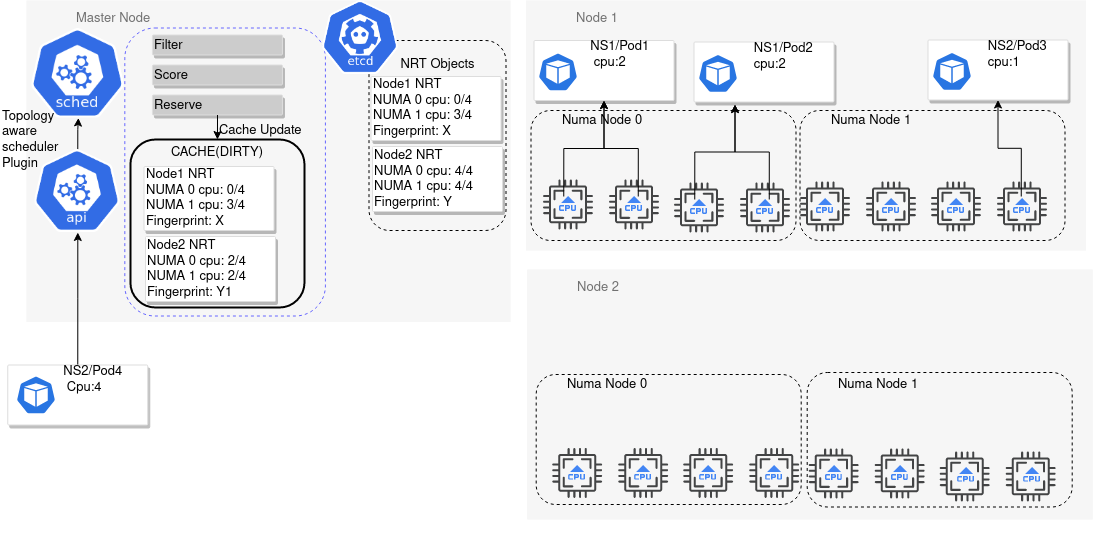 Master Node
sched
Topology
aware
scheduler
Plugin
api
Filter
Score
Reserve
Cache Update
CACHE(DIRTY)
Node1 NRT
NUMA 0 cpu: 0/4
NUMA 1 cpu: 3/4
Fingerprint: X
Node2 NRT
NUMA 0 cpu: 2/4
NUMA 1 cpu: 2/4
Fingerprint: Y1
etcd
NRT Objects
Node1 NRT
NUMA 0 cpu: 0/4
NUMA 1 cpu: 3/4
Fingerprint: X
Node2 NRT
NUMA 0 cpu: 4/4
NUMA 1 cpu: 4/4
Fingerprint: Y
NS2/Pod4
Cpu:4
Node 1
NS1/Pod1
cpu:2
NS1/Pod2
cpu:2
NS2/Pod3
cpu:1
Numa Node 0
CPU
CPU
CPU
CPU
Numa Node 1
CPU
CPU
CPU
CPU
Node 2
Numa Node 0
CPU
CPU
CPU
CPU
Numa Node 1
CPU
CPU
CPU
CPU